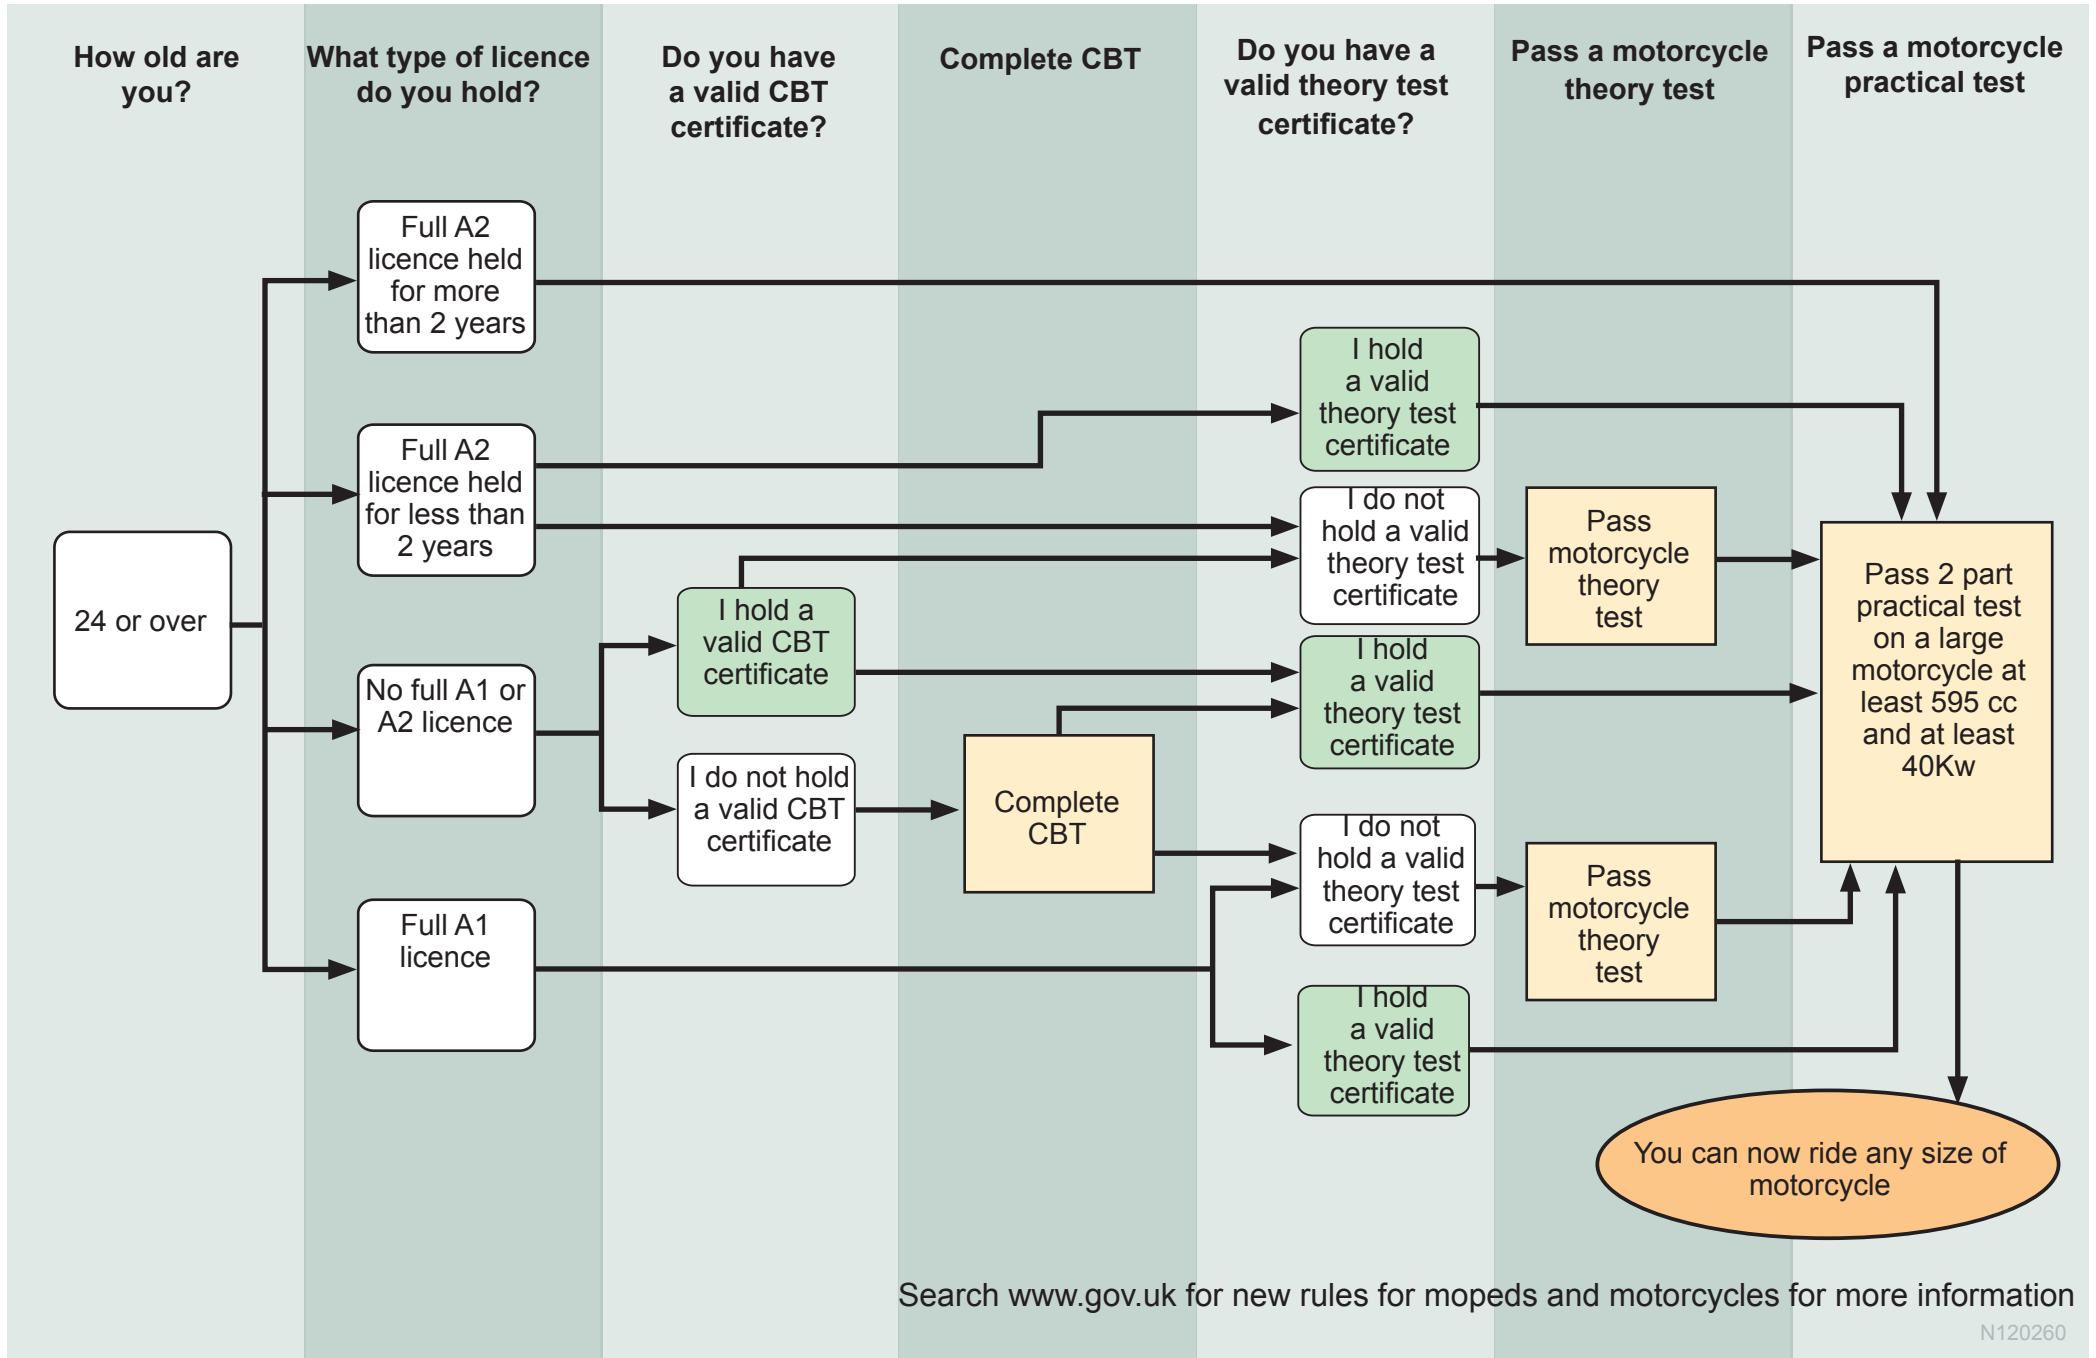 How old are
you?
What type of licence
do you hold?
Do you have
a valid CBT
certificate?
Complete CBT
Do you have a
valid theory test
certificate?
Pass a motorcycle
theory test
Pass a motorcycle
practical test
24 or over
Full A2
licence held
for more
than 2 years
Full A2
licence held
for less than
2 years
No full A1 or
A2 licence
Full A1
licence
I hold a
valid CBT
certificate
I do not hold
a valid CBT
certificate
Complete
CBT
I hold
a valid
theory test
certificate
I do not
hold a valid
theory test
certificate
I hold
a valid
theory test
certificate
I do not
hold a valid
theory test
certificate
I hold
a valid
theory test
certificate
Pass
motorcycle
theory
test
Pass
motorcycle
theory
test
Pass 2 part
practical test
on a large
motorcycle at
least 595 cc
and at least
40Kw
You can now ride any size of
motorcycle
Search www.gov.uk for new rules for mopeds and motorcycles for more information
N120260